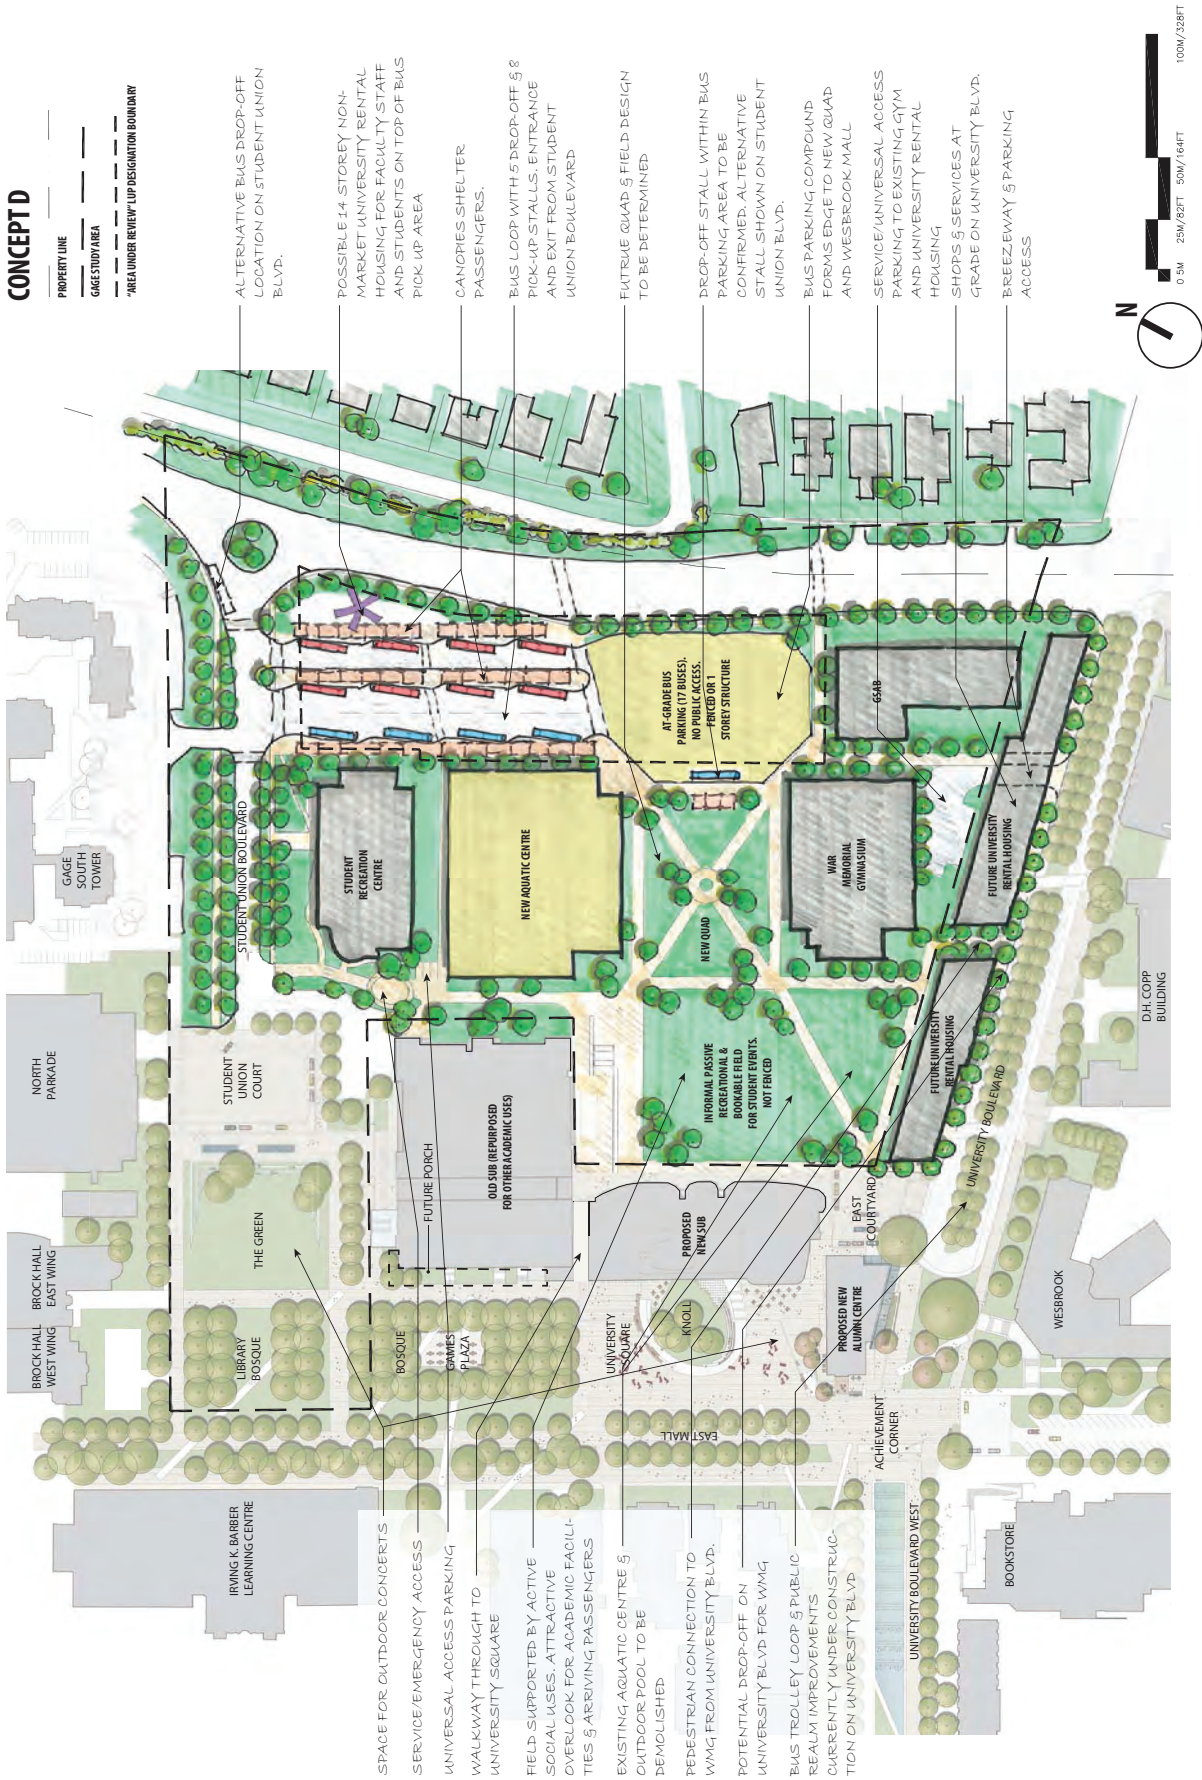 CONCEPT D
PROPERTY LINE
GAGE STUDY AREA
"AREA UNDER REVIEW" LUP DESIGNATION BOUNDARY
ALTERNATIVE BUS DROP-OFF
LOCATION ON STUDENT UNION
BLVD.
POSSIBLE 14 STOREY NON-
MARKET UNIVERSITY RENTAL
HOUSING FOR FACULTY STAFF
AND STUDENTS ON TOP OF BUS
PICK UP AREA
CANOPIES SHELTER
PASSENGERS.
BUS LOOP WITH 5 DROP-OFF & 8
PICK-UP STALLS. ENTRANCE
AND EXIT FROM STUDENT
UNION BOULEVARD
FUTRUE QUAD & FIELD DESIGN
TO BE DETERMINED
DROP-OFF STALL WITHIN BUS
PARKING AREA TO BE
CONFIRMED. ALTERNATIVE
STALL SHOWN ON STUDENT
UNION BLVD.
BUS PARKING COMPOUND
FORMS EDGE TO NEW QUAD
AND WESBROOK MALL
SERVICE/UNIVERSAL ACCESS
PARKING TO EXISTING GYM
AND UNIVERSITY RENTAL
HOUSING
SHOPS & SERVICES AT
GRADE ON UNIVERSITY BLVD.
BREEZEWAY & PARKING
ACCESS
N
0 5M 25M/82FT 50M/164FT 100M/328FT
NORTH
PARKADE
GAGE
SOUTH
TOWER
STUDENT UNION BOULEVARD
STUDENT
UNION
COURT
STUDENT
RECREATION
CENTRE
NEW AQUATIC CENTRE
AT-GRADE BUS
PARKING (17 BUSES).
NO PUBLIC ACCESS.
FENCED OR 1
STOREY STRUCTURE
GSAB
NEW QUAD
WAR
MEMORIAL
GYMNASIUM
FUTURE UNIVERSITY
RENTAL HOUSING
FUTURE UNIVERSITY
RENTAL HOUSING
INFORMAL PASSIVE
RECREATIONAL &
BOOKABLE FIELD
FOR STUDENT EVENTS.
NOT FENCED
OLD SUB (REPURPOSED
FOR OTHER ACADEMIC USES)
FUTURE PORCH
D.H. COPP
BUILDING
UNIVERSITY BOULEVARD
BROCK HALL
EAST WING
BROCK HALL
WEST WING
THE GREEN
LIBRARY
BOSQUE
BOSQUE
GAMES
PLAZA
UNIVERSITY
SQUARE
KNOLL
PROPOSED
NEW SUB
EAST
COURTYARD
PROPOSED NEW
ALUMNI CENTRE
WESBROOK
EAST MALL
ACHIEVEMENT
CORNER
IRVING K. BARBER
LEARNING CENTRE
UNIVERSITY BOULEVARD WEST
BOOKSTORE
SPACE FOR OUTDOOR CONCERTS
SERVICE/EMERGENCY ACCESS
UNIVERSAL ACCESS PARKING
WALKWAY THROUGH TO
UNIVERSITY SQUARE
FIELD SUPPORTED BY ACTIVE
SOCIAL USES. ATTRACTIVE
OVERLOOK FOR ACADEMIC FACILI-
TIES & ARRIVING PASSENGERS
EXISTING AQUATIC CENTRE &
OUTDOOR POOL TO BE
DEMOLISHED
PEDESTRIAN CONNECTION TO
WMG FROM UNIVERSITY BLVD.
POTENTIAL DROP-OFF ON
UNIVERSITY BLVD FOR WMG
BUS TROLLEY LOOP & PUBLIC
REALM IMPROVEMENTS
CURRENTLY UNDER CONSTRUC-
TION ON UNIVERSITY BLVD